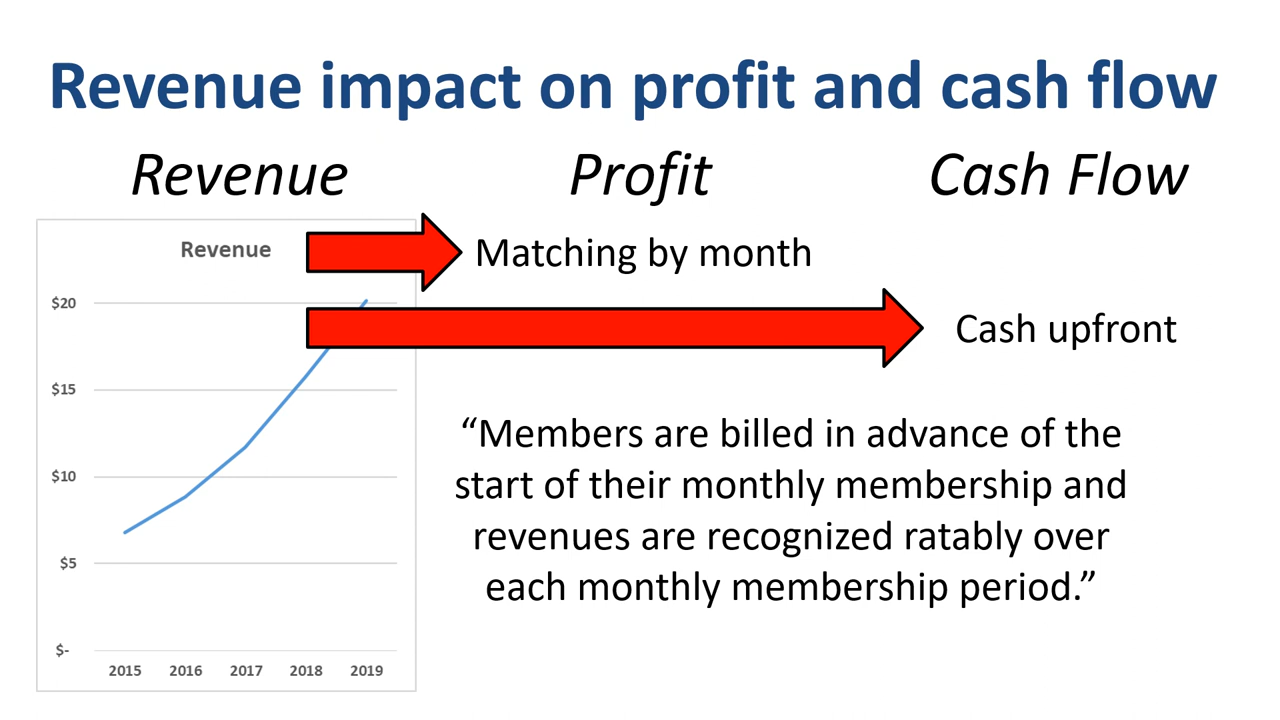 Revenue impact on profit and cash flow
Revenue
Profit
Cash Flow
Revenue
Matching by month
Cash upfront
$20
$15
$10
$5
$-
2015 2016 2017 2018 2019
“Members are billed in advance of the
start of their monthly membership and
revenues are recognized ratably over
each monthly membership period.”